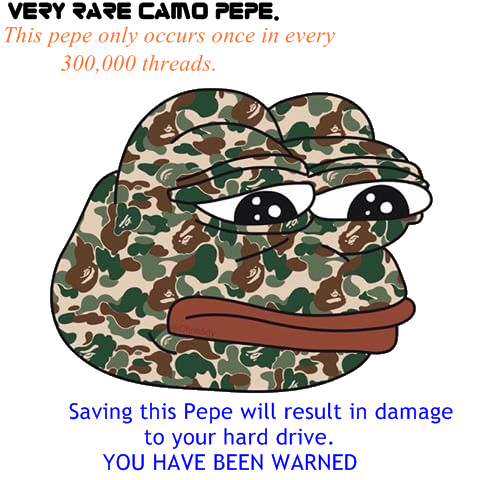 VERY RARE CAMO PEPE.
This pepe only occurs once in every
300,000 threads.
Saving this Pepe will result in damage
to your hard drive.
YOU HAVE BEEN WARNED